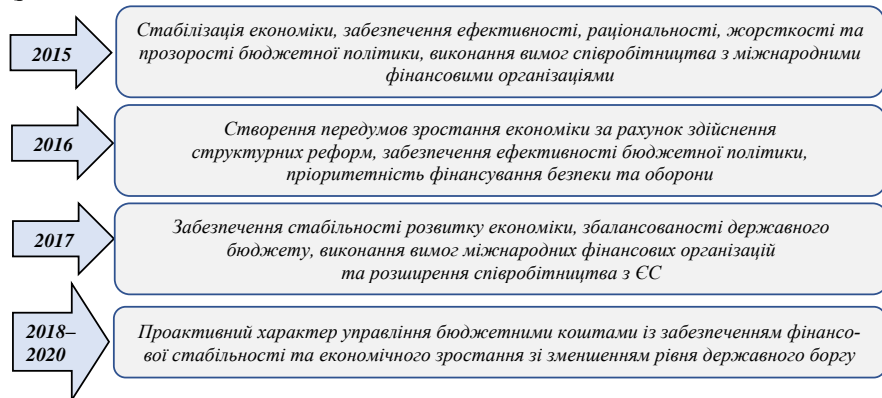 2015
Стабілізація економіки, забезпечення ефективності, раціональності, жорсткості та
прозорості бюджетної політики, виконання вимог співробітництва з міжнародними
фінансовими організаціями
2016
Створення передумов зростання економіки за рахунок здійснення
структурних реформ, забезпечення ефективності бюджетної політики,
пріоритетність фінансування безпеки та оборони
2017
Забезпечення стабільності розвитку економіки, збалансованості державного
бюджету, виконання вимог міжнародних фінансових організацій
та розширення співробітництва з ЄС
2018–
2020
Проактивний характер управління бюджетними коштами із забезпеченням фінансо-
вої стабільності та економічного зростання зі зменшенням рівня державного боргу